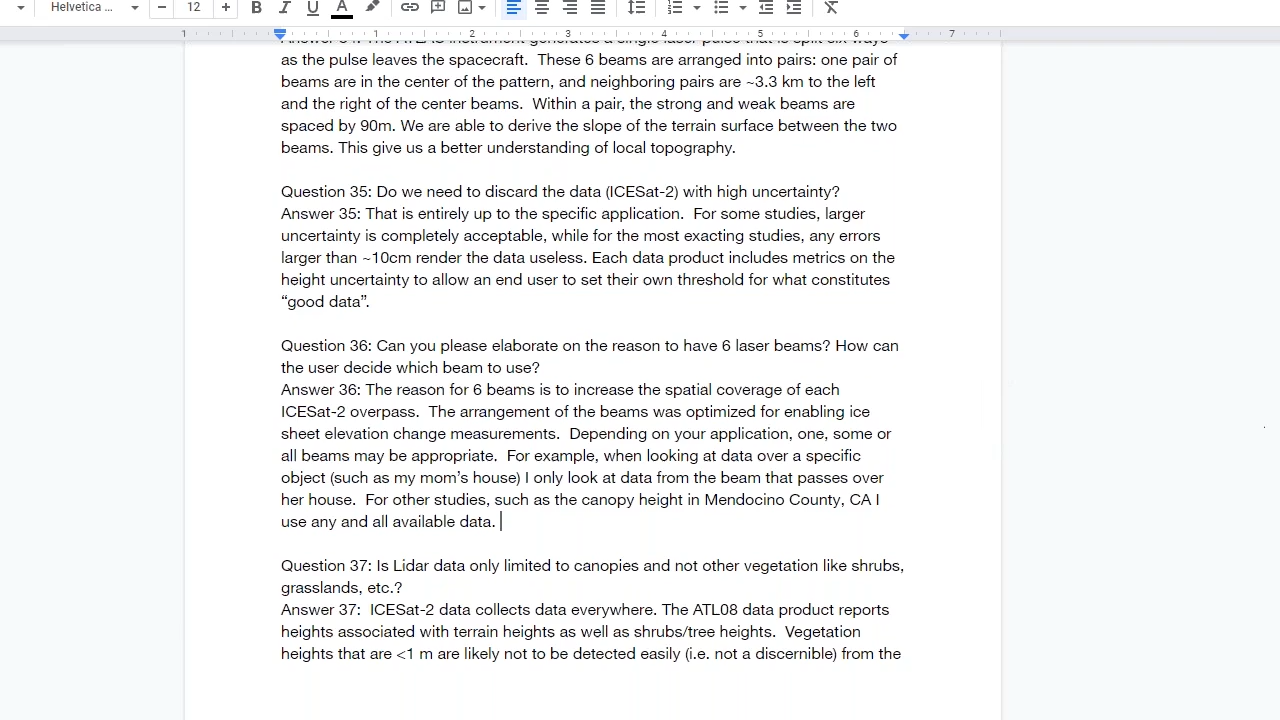 Helvetica ...
12
B I U A
1 1 2 3 4 5 6 7
Answer 34: The ATLAS instrument generates a single laser pulse that is split six ways
as the pulse leaves the spacecraft.  These 6 beams are arranged into pairs: one pair of
beams are in the center of the pattern, and neighboring pairs are ~3.3 km to the left
and the right of the center beams.  Within a pair, the strong and weak beams are
spaced by 90m. We are able to derive the slope of the terrain surface between the two
beams. This give us a better understanding of local topography.
Question 35: Do we need to discard the data (ICESat-2) with high uncertainty?
Answer 35: That is entirely up to the specific application.  For some studies, larger
uncertainty is completely acceptable, while for the most exacting studies, any errors
larger than ~10cm render the data useless. Each data product includes metrics on the
height uncertainty to allow an end user to set their own threshold for what constitutes
“good data”.
Question 36: Can you please elaborate on the reason to have 6 laser beams? How can
the user decide which beam to use?
Answer 36: The reason for 6 beams is to increase the spatial coverage of each
ICESat-2 overpass.  The arrangement of the beams was optimized for enabling ice
sheet elevation change measurements.  Depending on your application, one, some or
all beams may be appropriate.  For example, when looking at data over a specific
object (such as my mom’s house) I only look at data from the beam that passes over
her house.  For other studies, such as the canopy height in Mendocino County, CA I
use any and all available data.
Question 37: Is Lidar data only limited to canopies and not other vegetation like shrubs,
grasslands, etc.?
Answer 37:  ICESat-2 data collects data everywhere. The ATL08 data product reports
heights associated with terrain heights as well as shrubs/tree heights.  Vegetation
heights that are <1 m are likely not to be detected easily (i.e. not a discernible) from the